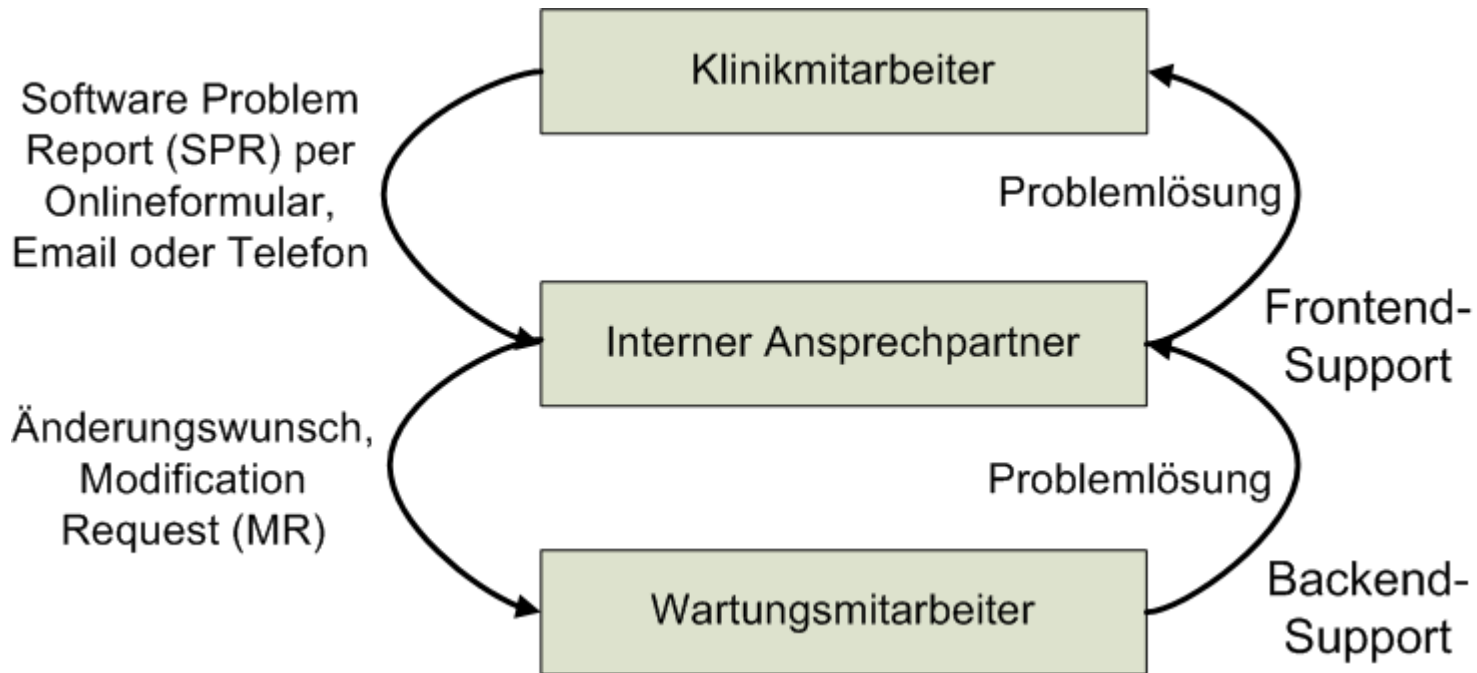 Klinikmitarbeiter
Software Problem
Report (SPR) per
Onlineformular,
Email oder Telefon
Problemlösung
Interner Ansprechpartner
Frontend-
Support
Änderungswunsch,
Modification
Request (MR)
Problemlösung
Wartungsmitarbeiter
Backend-
Support